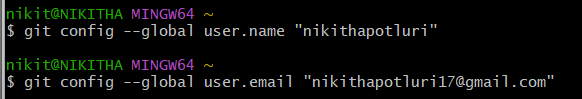 nikit@NIKITHA MINGW64 ~
$ git config --global user.name "nikithapotluri"
nikit@NIKITHA MINGW64 ~
$ git config --global user.email "nikithapotluri17@gmail.com"